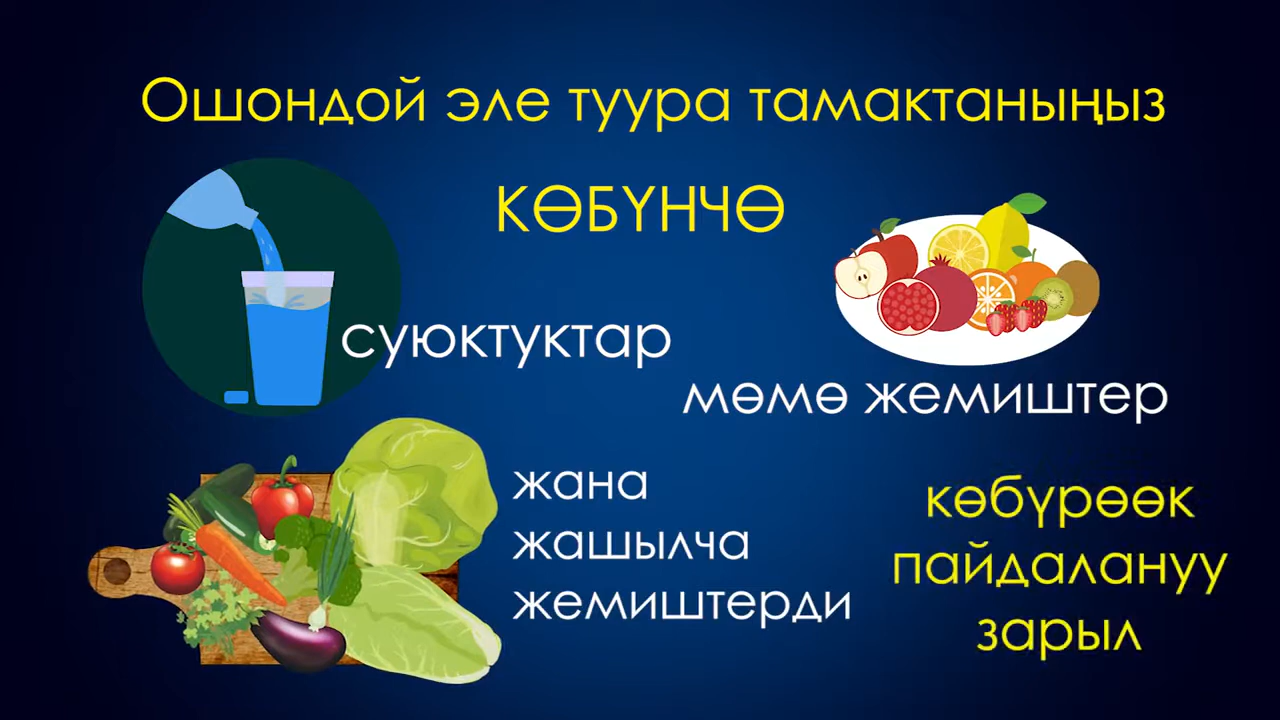 Ошондой эле туура тамактаныңыз
КӨБҮНЧӨ
суюктуктар
мөмө жемиштер
жана
жашылча
жемиштерди
көбүрөөк
пайдалануу
зарыл